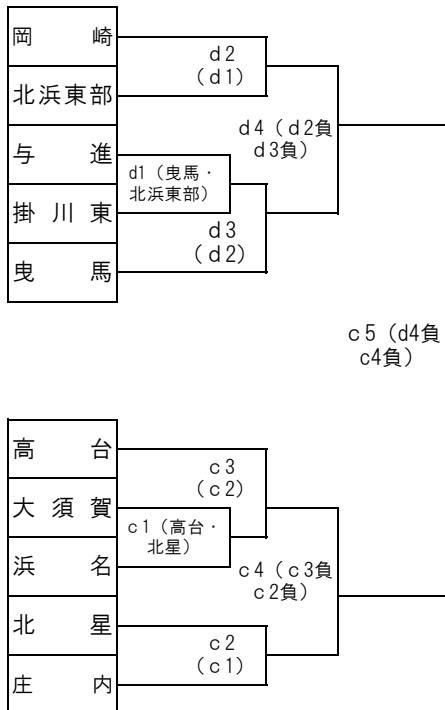 岡崎
d2
(d1)
北浜東部
d4(d2負
d3負)
与進
d1(曳馬・
北浜東部)
掛川東
d3
(d2)
曳馬
c5(d4負
c4負)
高台
c3
(c2)
大須賀
c1(高台・
北星)
浜名
c4(c3負
c2負)
北星
c2
(c1)
庄内